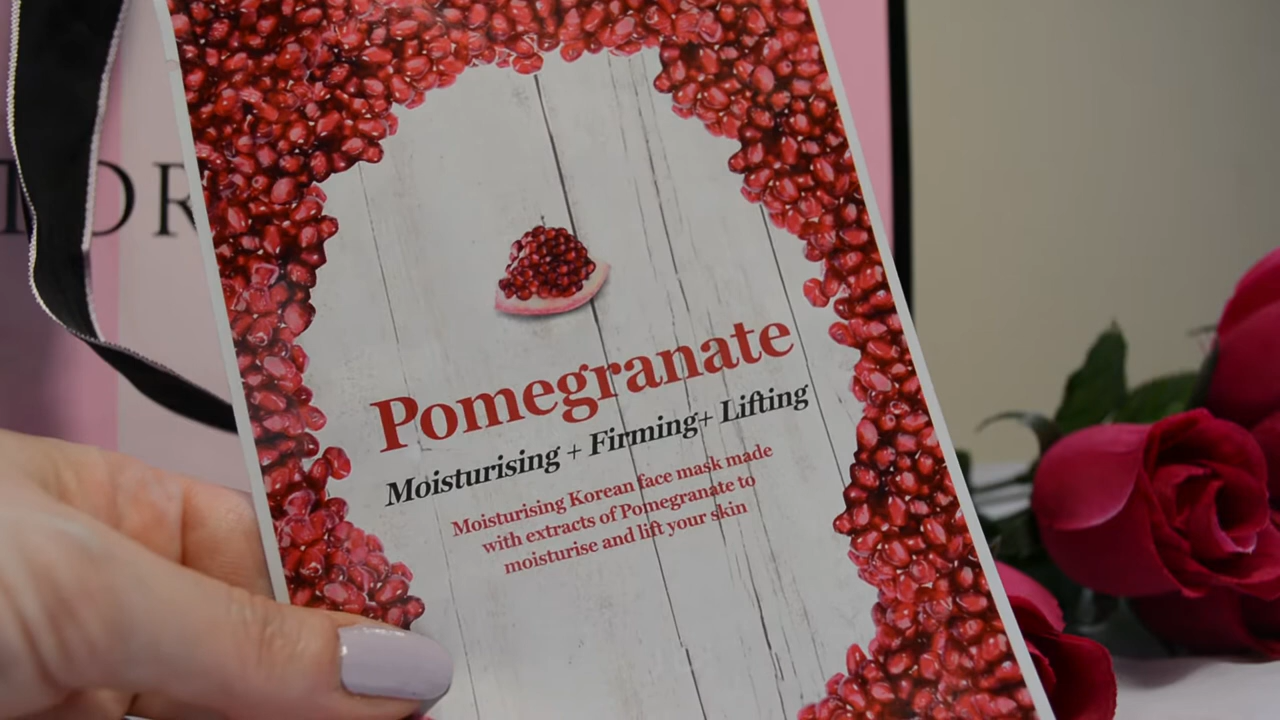 Pomegranate
Moisturising + Firming+ Lifting
Moisturising Korean face mask made
with extracts of Pomegranate to
moisturise and lift your skin